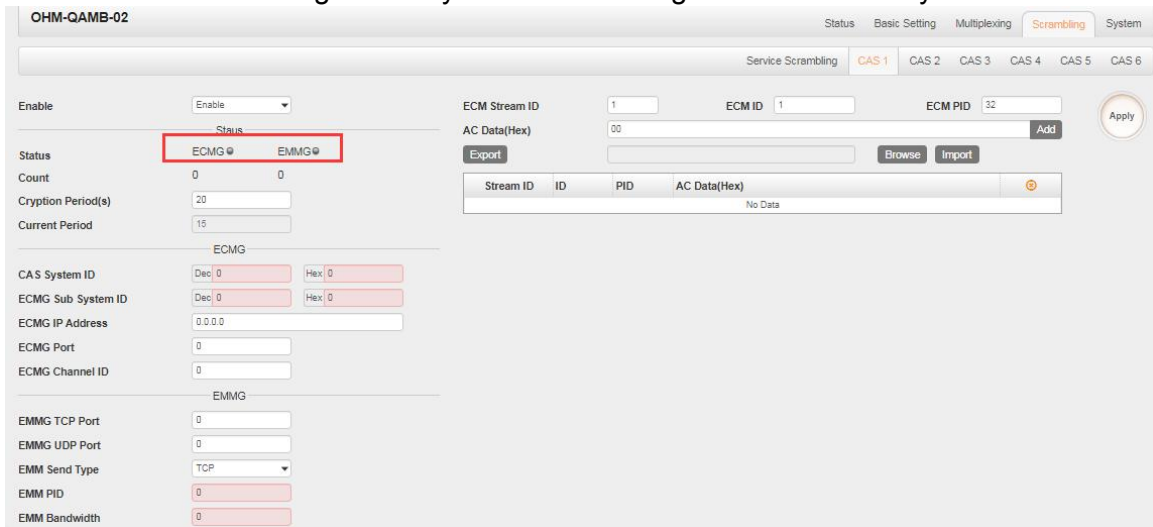 OHM-QAMB-02
Status Basic Setting Multiplexing Scrambling System
Service Scrambling CAS 1 CAS 2 CAS 3 CAS 4 CAS 5 CAS 6
Enable Enable ECM Stream ID 1 ECM ID 1 ECM PID 32 Apply
Staus AC Data(Hex) 00 Add
Status ECMG EMMG Export Browse Import
Count 0 0
Stream ID ID PID AC Data(Hex)
No Data
Cryption Period(s) 20
Current Period 15
ECMG
CAS System ID Dec 0 Hex 0
ECMG Sub System ID Dec 0 Hex 0
ECMG IP Address 0.0.0.0
ECMG Port 0
ECMG Channel ID 0
EMMG
EMMG TCP Port 0
EMMG UDP Port 0
EMM Send Type TCP
EMM PID 0
EMM Bandwidth 0